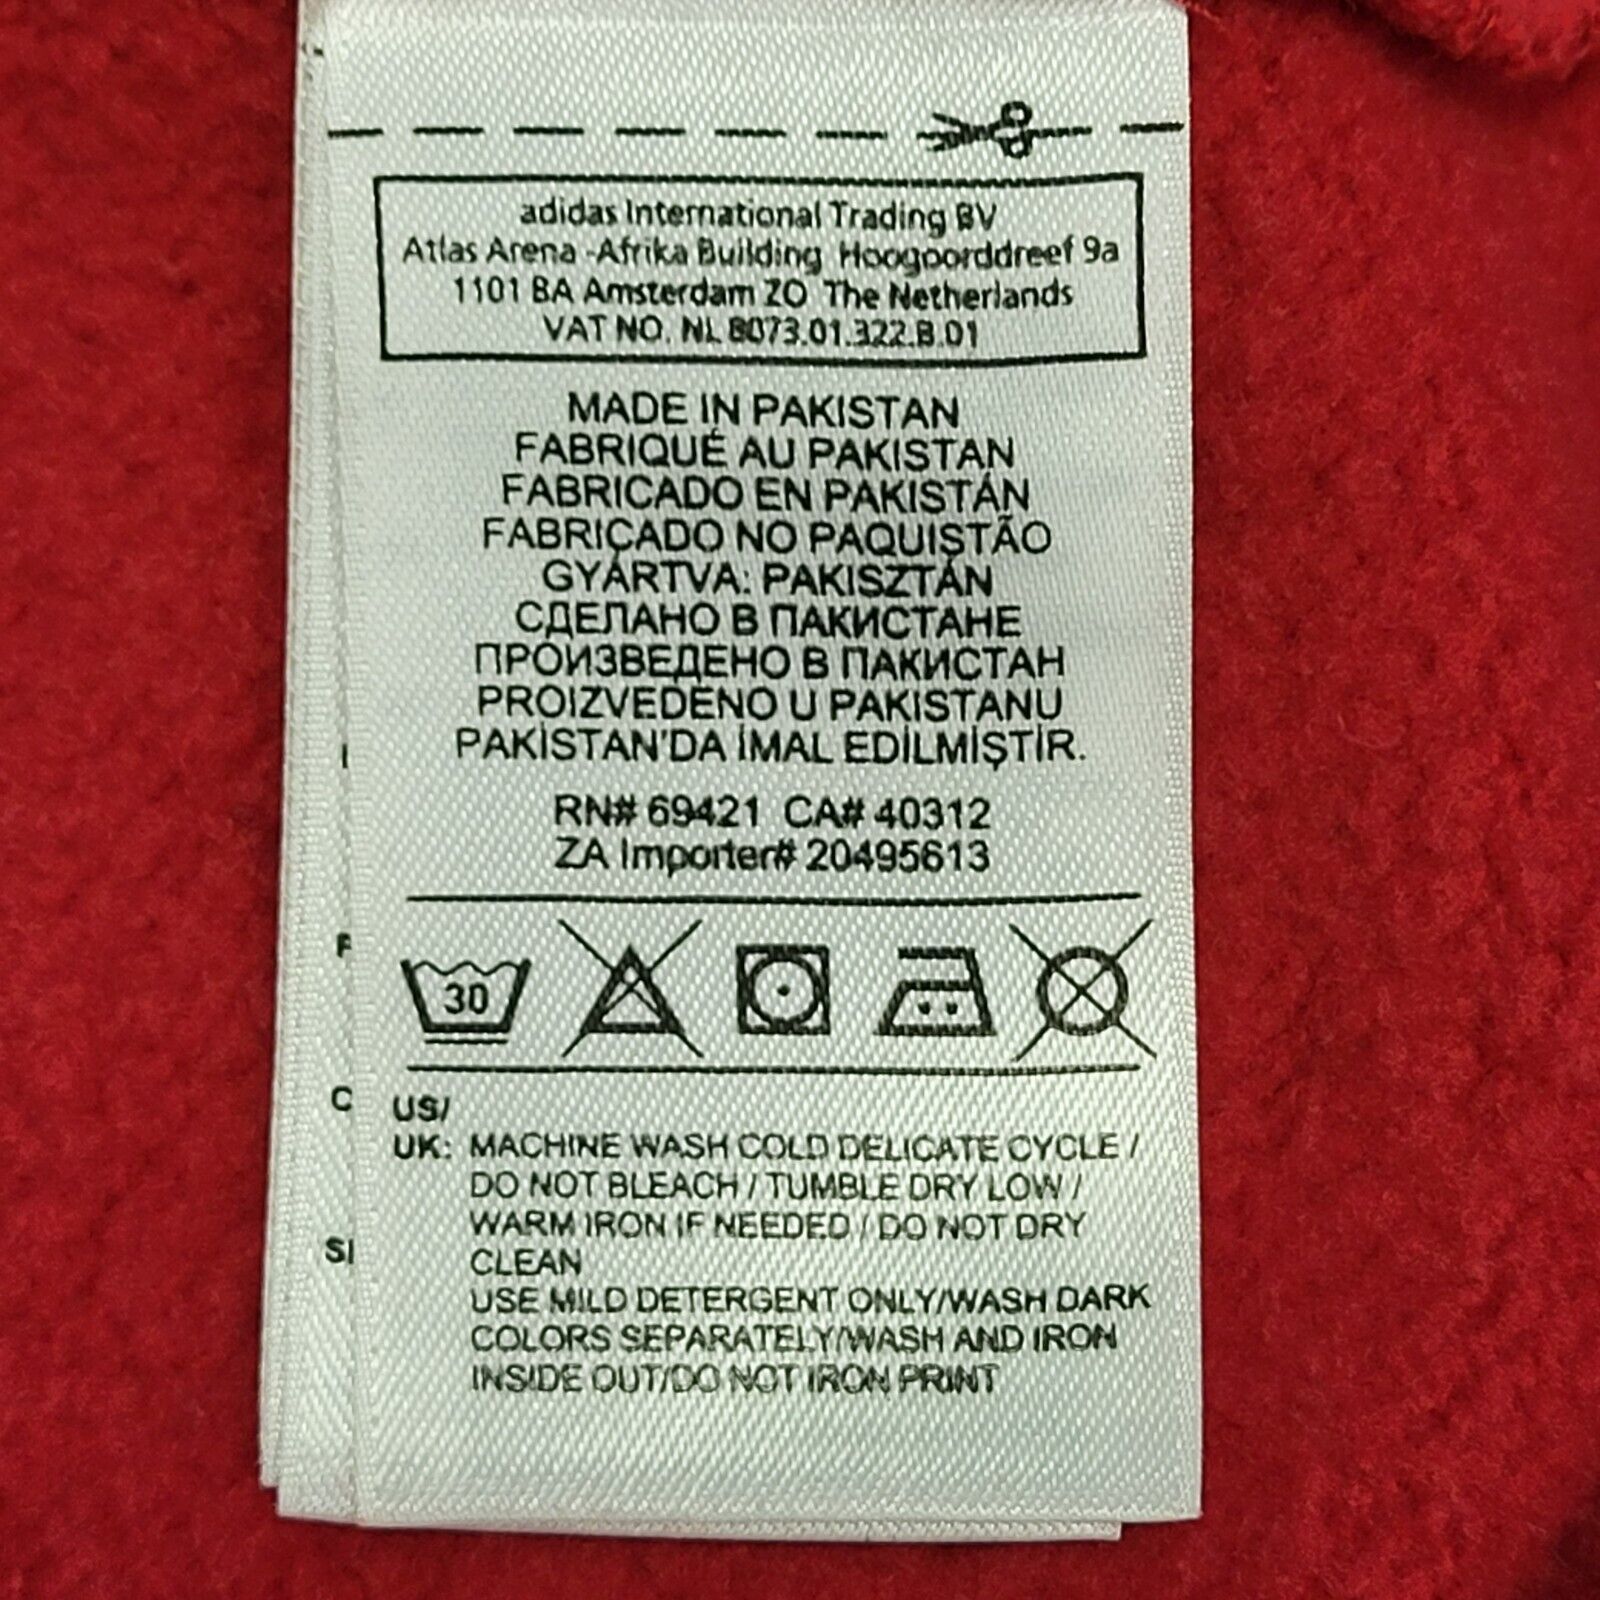 adidas International Trading BV
Atlas Arena -Afrika Building Hoogoorddreef 9a
1101 BA Amsterdam ZO The Netherlands
VAT NO. NL 8073.01.322.B.01
MADE IN PAKISTAN
FABRIQUÉ AU PAKISTAN
FABRICADO EN PAKISTÁN
FABRICADO NO PAQUISTÃO
GYÁRTVA: PAKISZTÁN
СДЕЛАНО В ПАКИСТАНЕ
ПРОИЗВЕДЕНО В ПАКИСТАН
PROIZVEDENO U PAKISTANU
PAKİSTAN'DA İMAL EDİLMİŞTİR.
RN# 69421 CA# 40312
ZA Importer# 20495613
30
US/
UK: MACHINE WASH COLD DELICATE CYCLE /
DO NOT BLEACH / TUMBLE DRY LOW /
WARM IRON IF NEEDED / DO NOT DRY
CLEAN
USE MILD DETERGENT ONLY/WASH DARK
COLORS SEPARATELY/WASH AND IRON
INSIDE OUT/DO NOT IRON PRINT